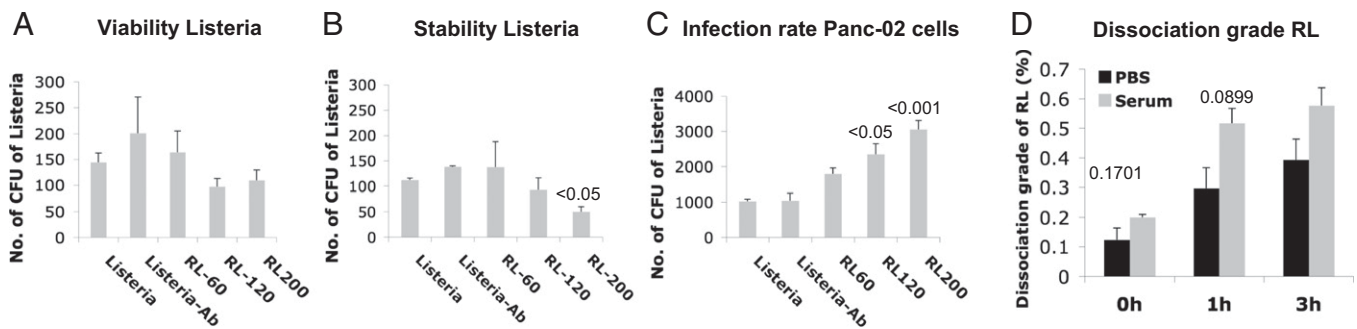 A Viability Listeria
No. of CFU of Listeria
300
250
200
150
100
50
0
Listeria
Listeria-Ab
RL-60
RL-120
RL200
B Stability Listeria
No. of CFU of Listeria
300
250
200
150
100
50
0
<0.05
Listeria
Listeria-Ab
RL-60
RL-120
RL-200
C Infection rate Panc-02 cells
No. of CFU of Listeria
4000
3000
2000
1000
0
<0.05
<0.001
Listeria
Listeria-Ab
RL60
RL120
RL200
D Dissociation grade RL
Dissociation grade of RL (%)
0.7
0.6
0.5
0.4
0.3
0.2
0.1
0
PBS
Serum
0.1701
0.0899
0h
1h
3h